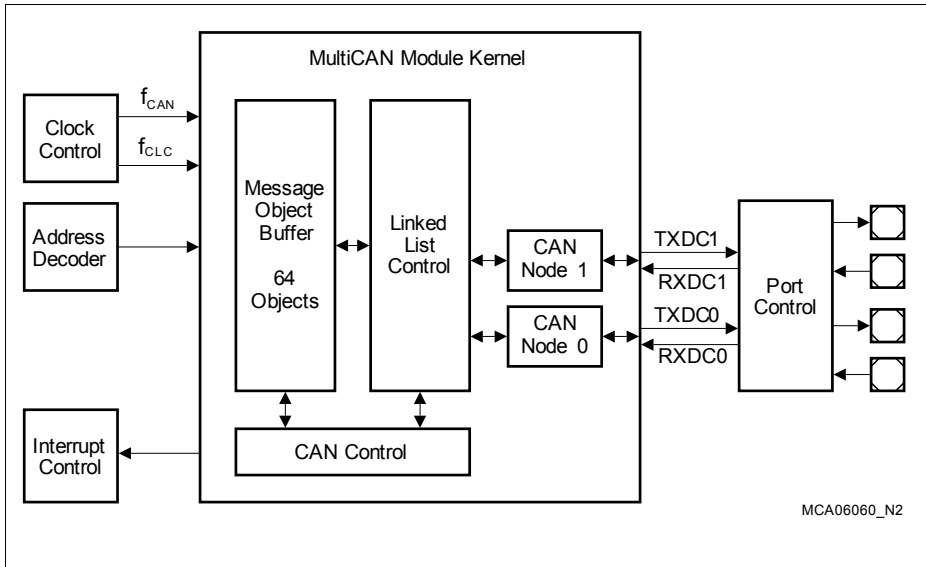 MultiCAN Module Kernel
Clock
Control
fCAN
fCLC
Address
Decoder
Interrupt
Control
Message
Object
Buffer
64
Objects
Linked
List
Control
CAN
Node 1
CAN
Node 0
CAN Control
TXDC1
RXDC1
TXDC0
RXDC0
Port
Control
MCA06060_N2